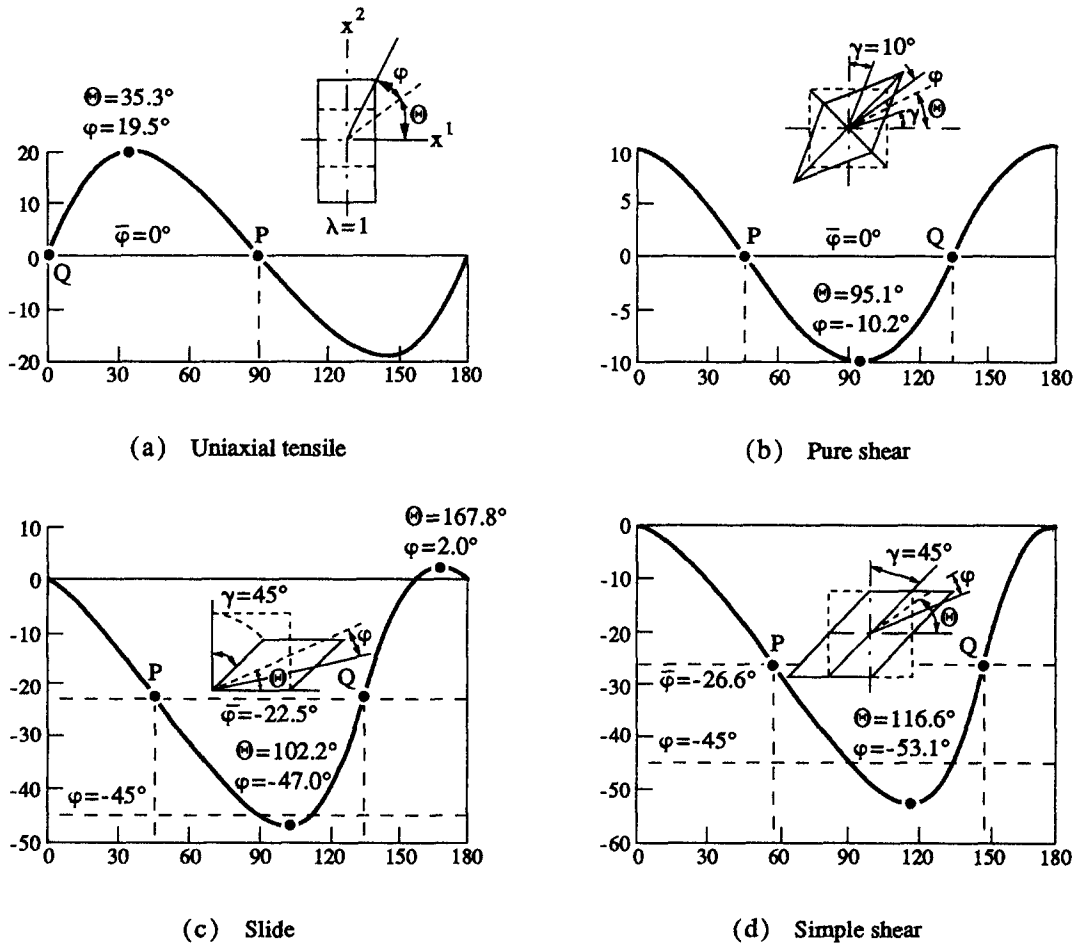 x²
Θ=35.3°
φ=19.5°
φ
Θ
x¹
λ=1
20
10
0
-10
-20
φ̄=0°
P
Q
0 30 60 90 120 150 180
(a) Uniaxial tensile
γ=10°
φ
Θ
γ
10
5
0
-5
-10
P
φ̄=0°
Q
Θ=95.1°
φ=-10.2°
0 30 60 90 120 150 180
(b) Pure shear
Θ=167.8°
φ=2.0°
10
0
-10
-20
-30
-40
-50
γ=45°
φ
Θ
P
Q
φ̄=-22.5°
Θ=102.2°
φ=-47.0°
φ=-45°
0 30 60 90 120 150 180
(c) Slide
0
-10
-20
-30
-40
-50
-60
γ=45°
φ
Θ
P
Q
φ̄=-26.6°
Θ=116.6°
φ=-53.1°
φ=-45°
0 30 60 90 120 150 180
(d) Simple shear